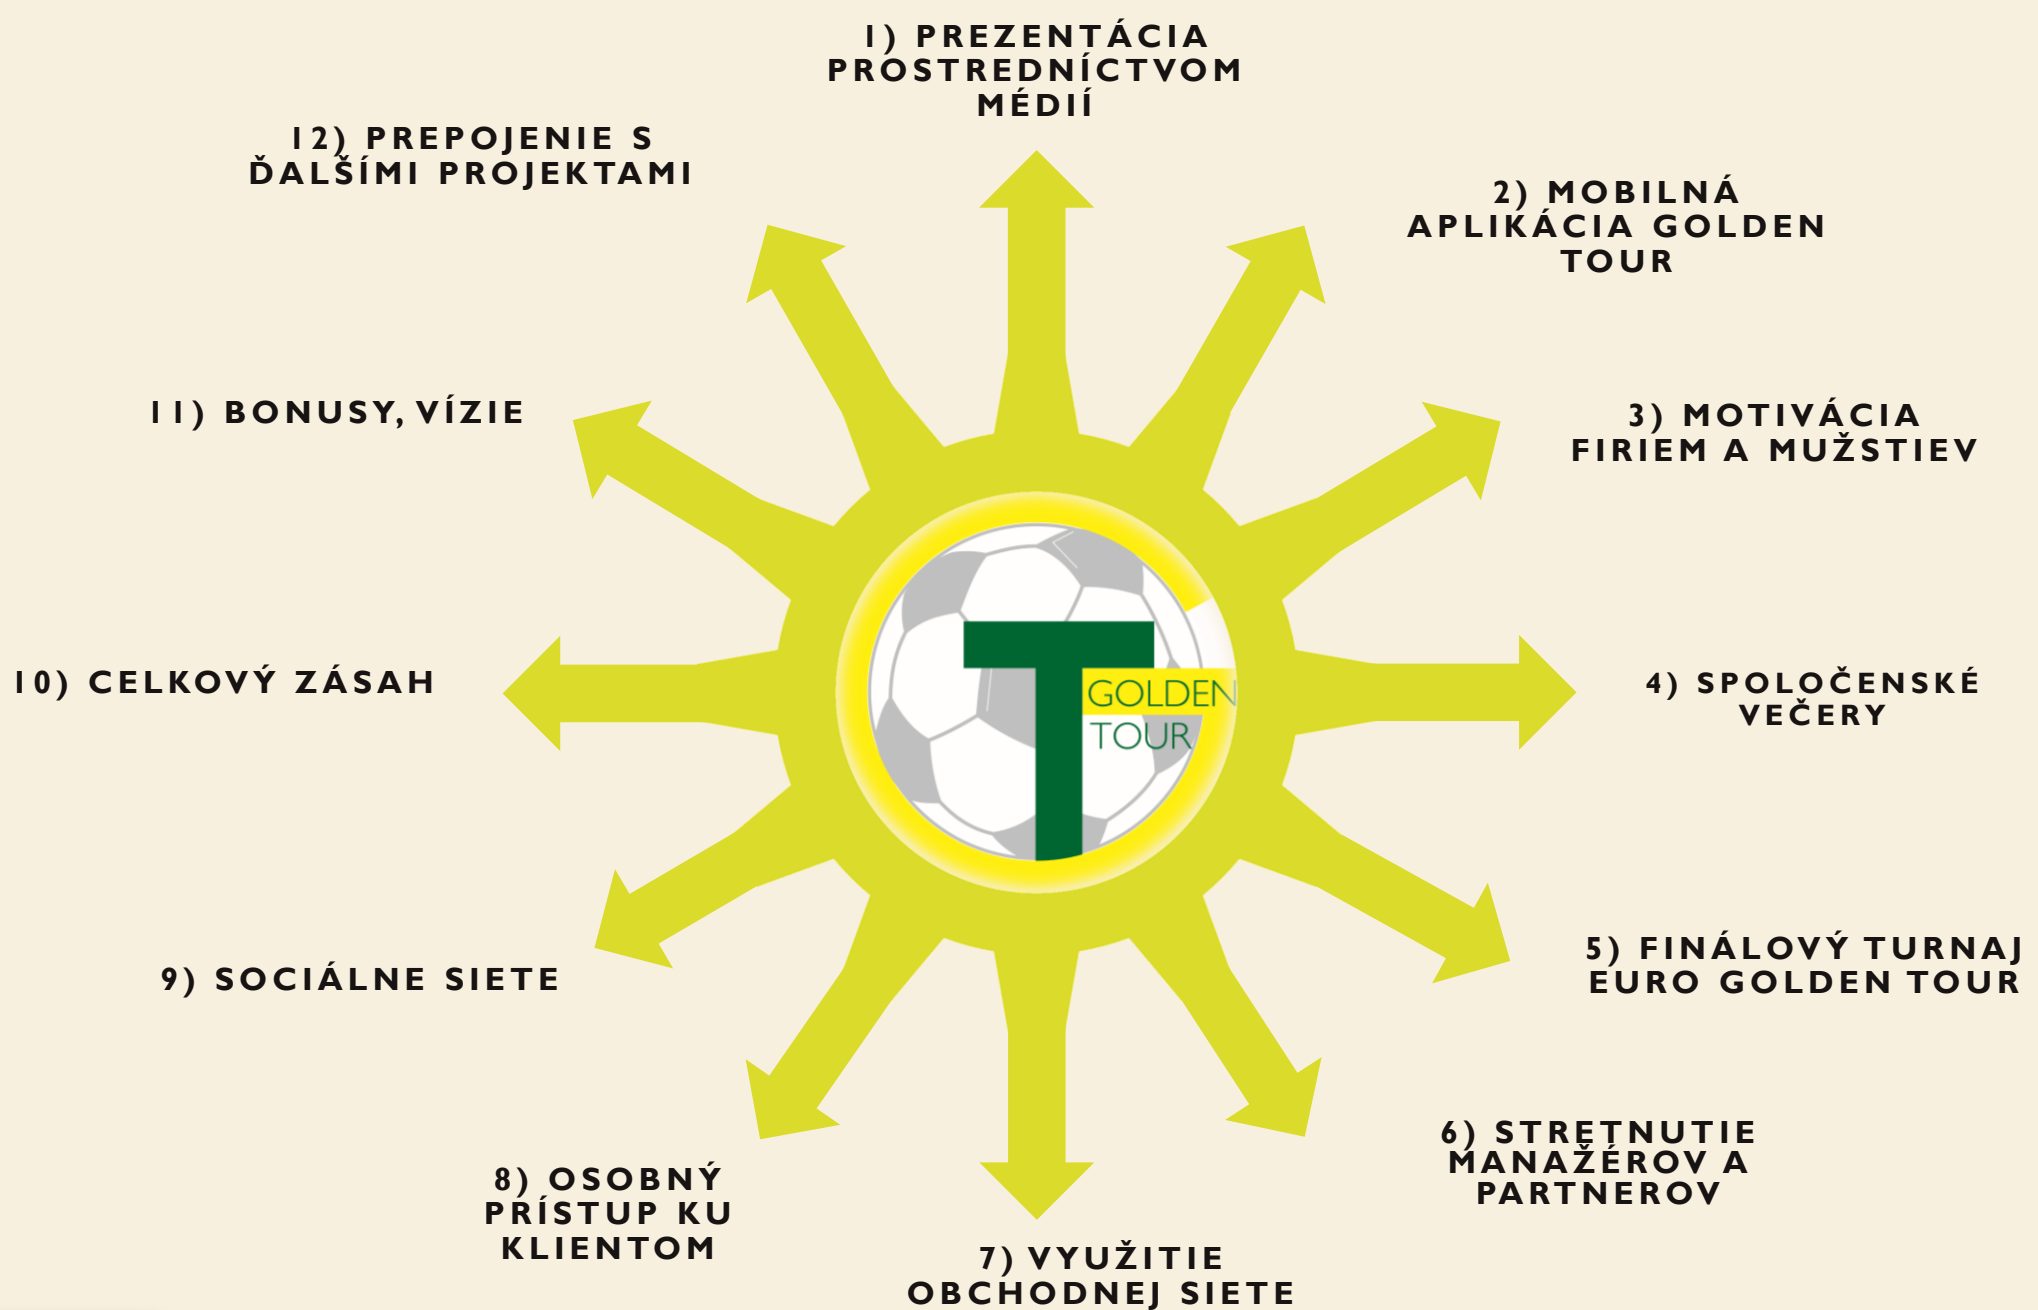 1) PREZENTÁCIA
PROSTREDNÍCTVOM
MÉDIÍ
2) MOBILNÁ
APLIKÁCIA GOLDEN
TOUR
3) MOTIVÁCIA
FIRIEM A MUŽSTIEV
4) SPOLOČENSKÉ
VEČERY
5) FINÁLOVÝ TURNAJ
EURO GOLDEN TOUR
6) STRETNUTIE
MANAŽÉROV A
PARTNEROV
7) VYUŽITIE
OBCHODNEJ SIETE
8) OSOBNÝ
PRÍSTUP KU
KLIENTOM
9) SOCIÁLNE SIETE
10) CELKOVÝ ZÁSAH
11) BONUSY, VÍZIE
12) PREPOJENIE S
ĎALŠÍMI PROJEKTAMI
T
GOLDEN
TOUR